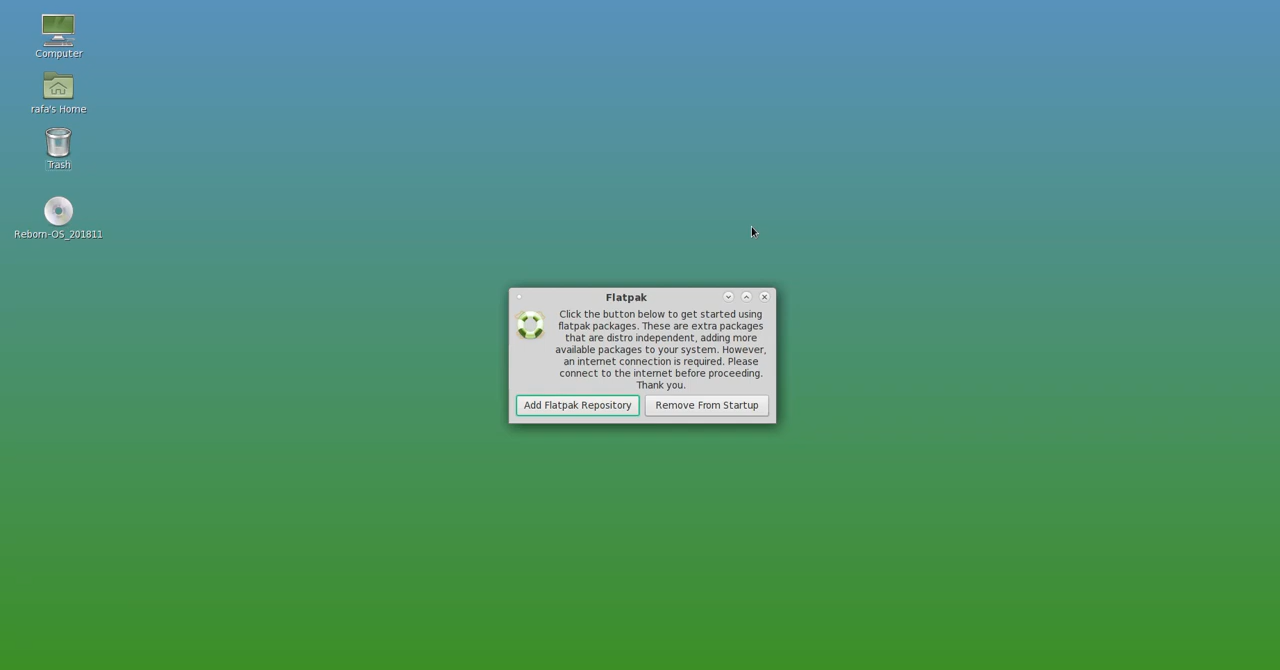 Computer
rafa's Home
Trash
Reborn-OS_201811
Flatpak
Click the button below to get started using
flatpak packages. These are extra packages
that are distro independent, adding more
available packages to your system. However,
an internet connection is required. Please
connect to the internet before proceeding.
Thank you.
Add Flatpak Repository
Remove From Startup